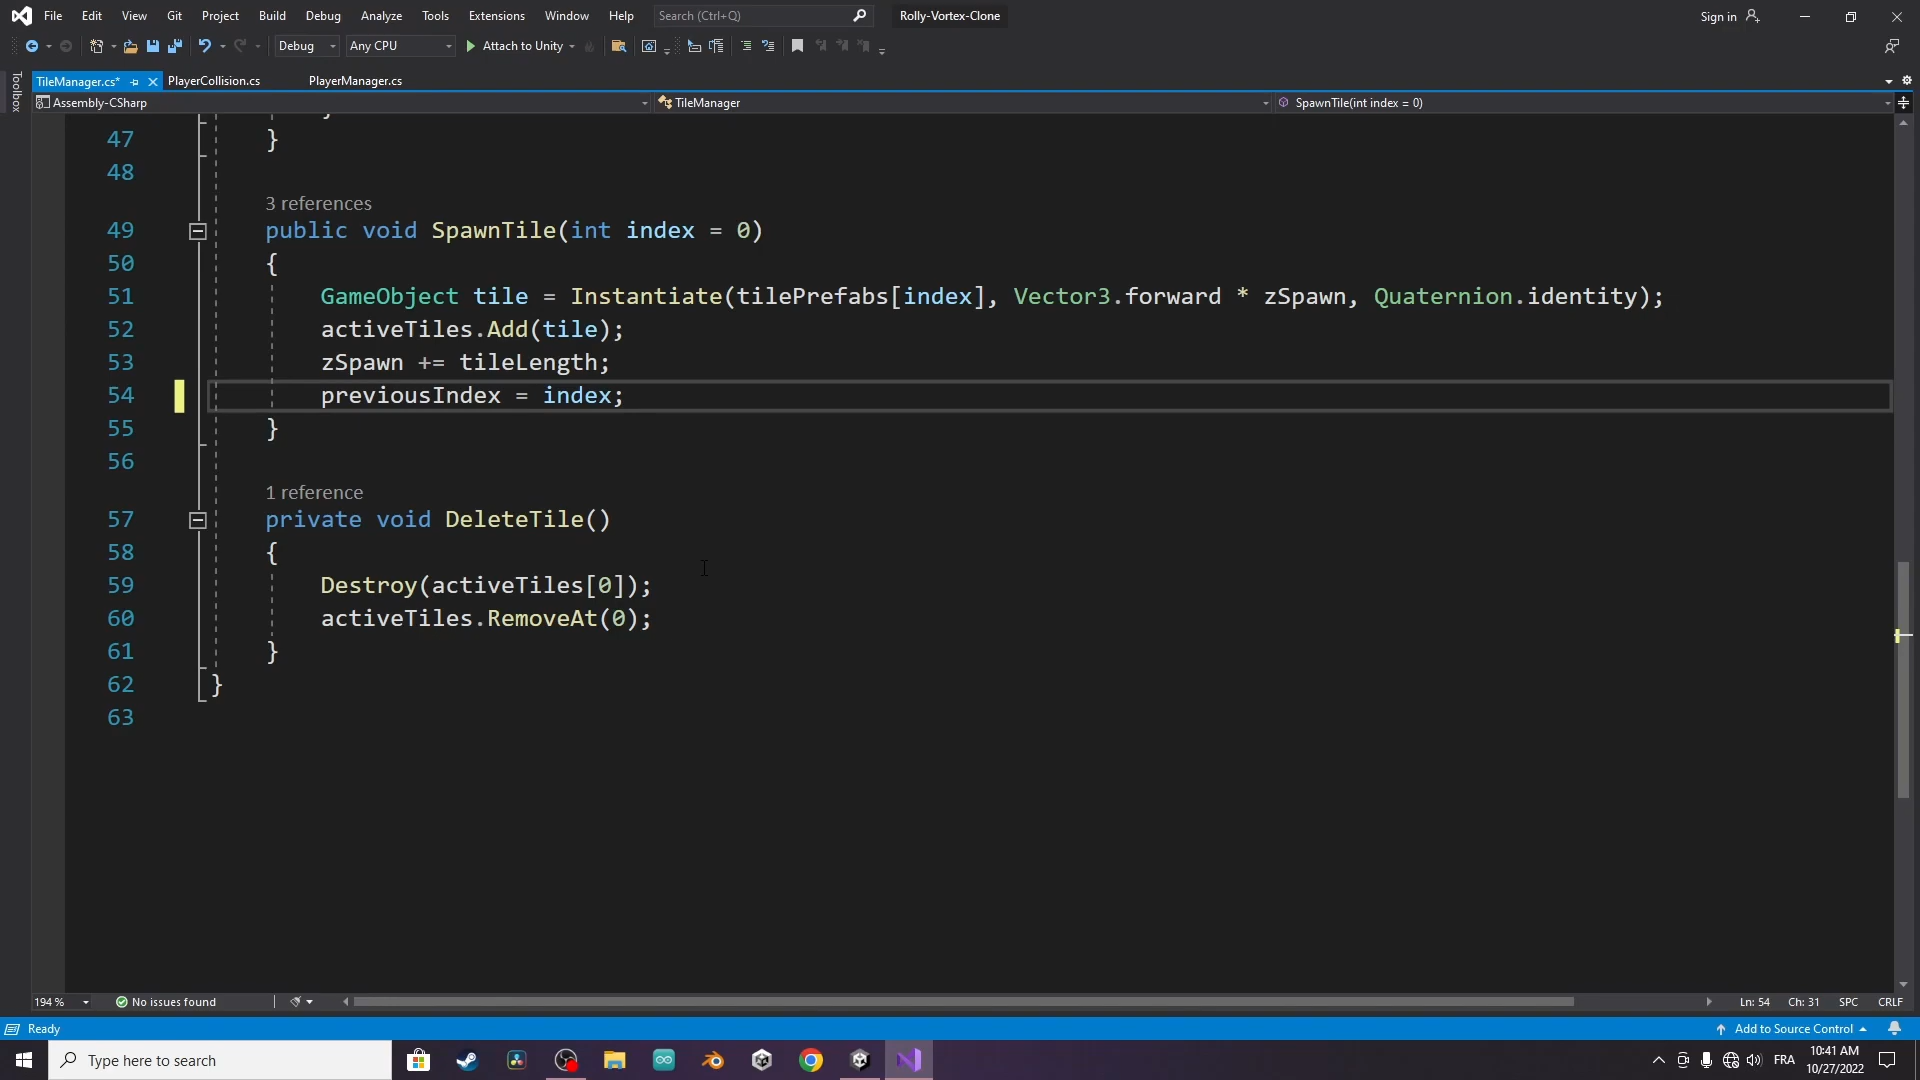 File Edit View Git Project Build Debug Test Analyze Tools Extensions Window Help Search (Ctrl+Q) Rolly-Vortex-Clone Sign in
Debug Any CPU Attach to Unity
TileManager.cs* PlayerCollision.cs PlayerManager.cs
Toolbox
Assembly-CSharp TileManager SpawnTile(int index = 0)
}
47 }
48
3 references
49 public void SpawnTile(int index = 0)
50 {
51 GameObject tile = Instantiate(tilePrefabs[index], Vector3.forward * zSpawn, Quaternion.identity);
52 activeTiles.Add(tile);
53 zSpawn += tileLength;
54 previousIndex = index;
55 }
56
1 reference
57 private void DeleteTile()
58 {
59 Destroy(activeTiles[0]);
60 activeTiles.RemoveAt(0);
61 }
62 }
63
194 % No issues found Ln: 54 Ch: 31 SPC CRLF
Ready Add to Source Control
Type here to search FRA 10:41 AM
10/27/2022